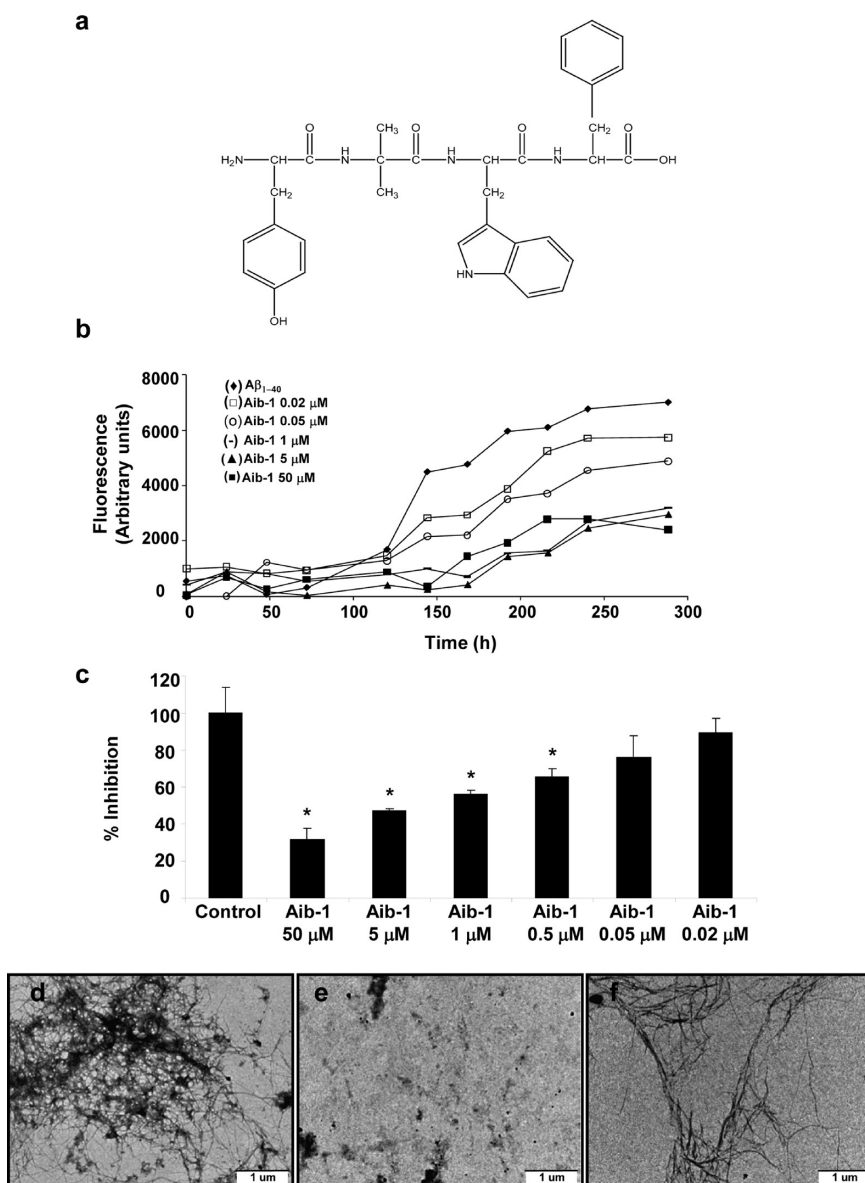 a
O CH₃ O O CH₂ O
H₂N CH C N H C C N H CH C N H CH C OH
CH₂ CH₃ CH₂
HN
OH
b
Fluorescence
(Arbitrary units)
8000
6000
4000
2000
0
(♦) Aβ₁₋₄₀
(□) Aib-1 0.02 µM
(○) Aib-1 0.05 µM
(-) Aib-1 1 µM
(▲) Aib-1 5 µM
(■) Aib-1 50 µM
0 50 100 150 200 250 300
Time (h)
c
% Inhibition
120
100
80
60
40
20
0
* * * *
Control Aib-1 Aib-1 Aib-1 Aib-1 Aib-1 Aib-1
50 µM 5 µM 1 µM 0.5 µM 0.05 µM 0.02 µM
d e f
1 um 1 um 1 um